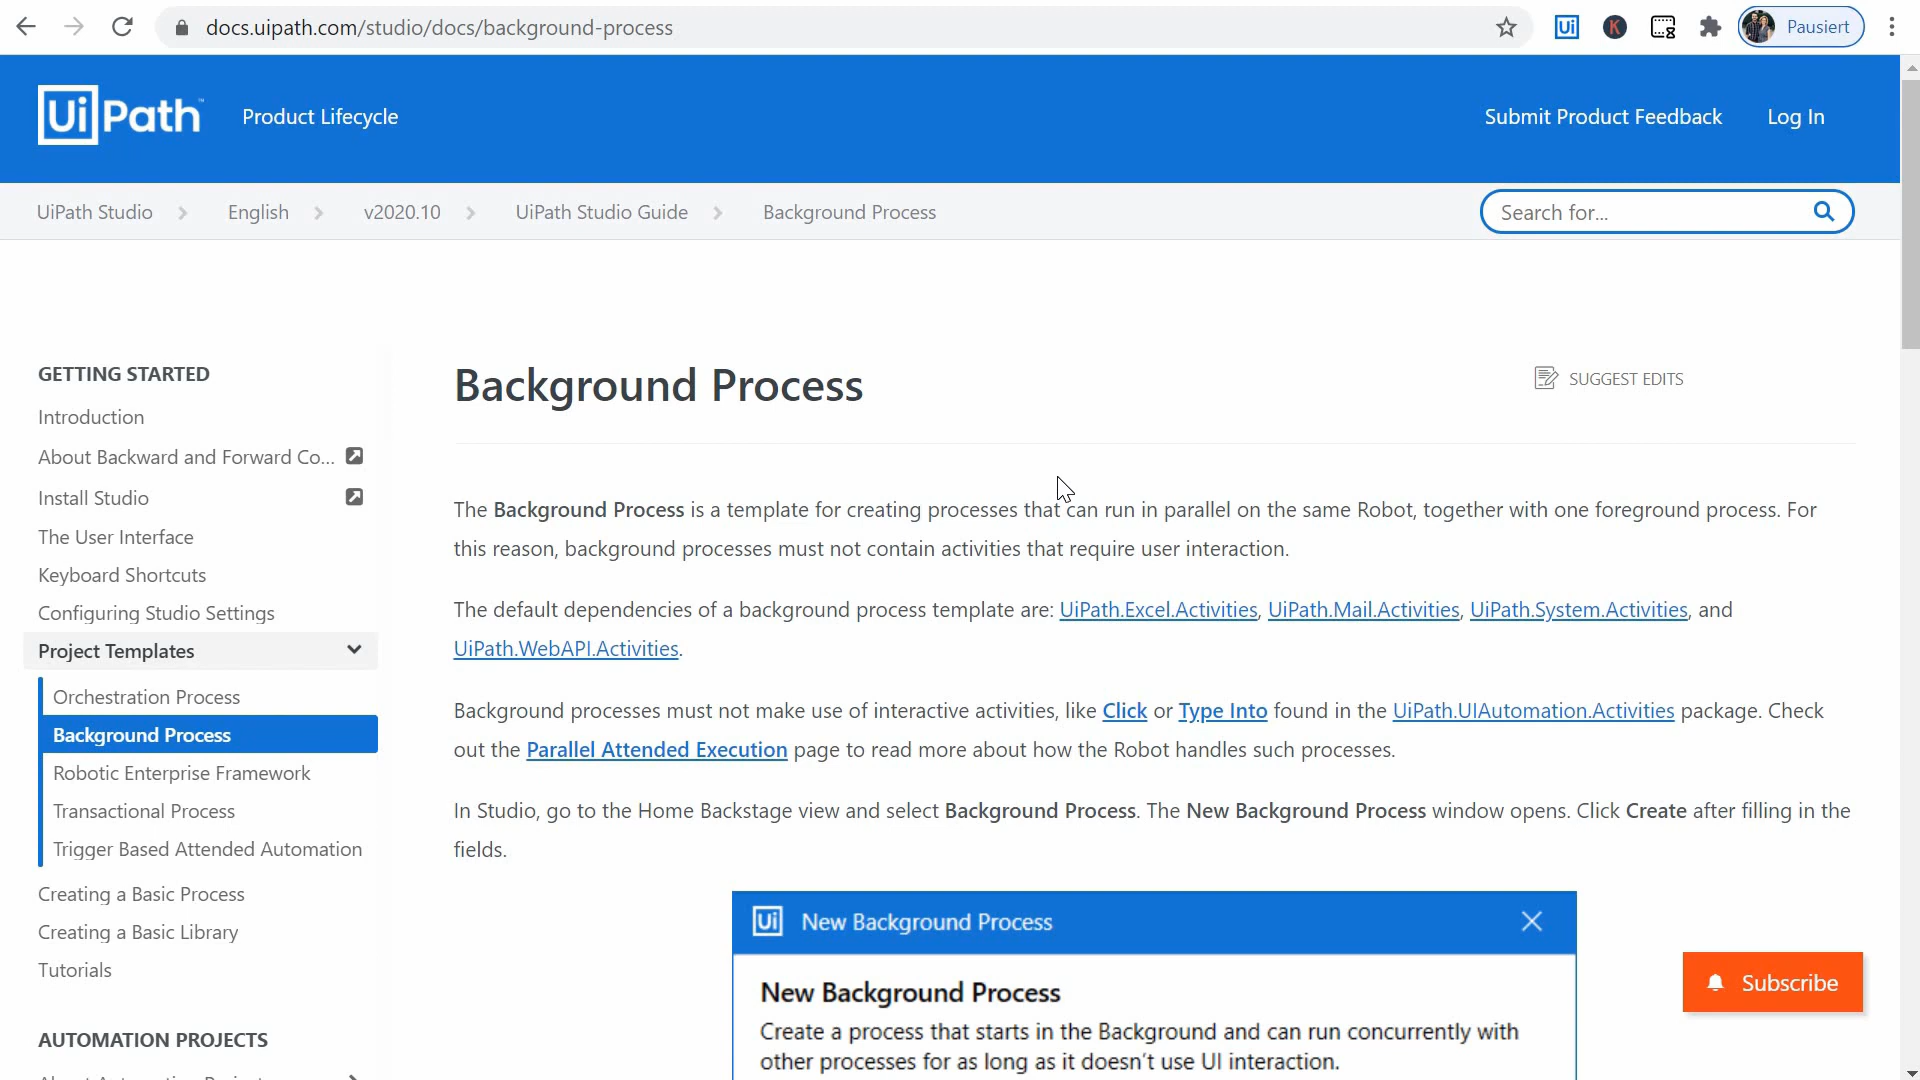 docs.uipath.com/studio/docs/background-process
Ui
K
Pausiert
UiPath™
Product Lifecycle
Submit Product Feedback
Log In
UiPath Studio
English
v2020.10
UiPath Studio Guide
Background Process
Search for...
GETTING STARTED
Introduction
About Backward and Forward Co...
Install Studio
The User Interface
Keyboard Shortcuts
Configuring Studio Settings
Project Templates
Orchestration Process
Background Process
Robotic Enterprise Framework
Transactional Process
Trigger Based Attended Automation
Creating a Basic Process
Creating a Basic Library
Tutorials
AUTOMATION PROJECTS
Background Process
SUGGEST EDITS
The Background Process is a template for creating processes that can run in parallel on the same Robot, together with one foreground process. For
this reason, background processes must not contain activities that require user interaction.
The default dependencies of a background process template are: UiPath.Excel.Activities, UiPath.Mail.Activities, UiPath.System.Activities, and
UiPath.WebAPI.Activities.
Background processes must not make use of interactive activities, like Click or Type Into found in the UiPath.UIAutomation.Activities package. Check
out the Parallel Attended Execution page to read more about how the Robot handles such processes.
In Studio, go to the Home Backstage view and select Background Process. The New Background Process window opens. Click Create after filling in the
fields.
Ui New Background Process
New Background Process
Create a process that starts in the Background and can run concurrently with
other processes for as long as it doesn't use UI interaction.
Subscribe